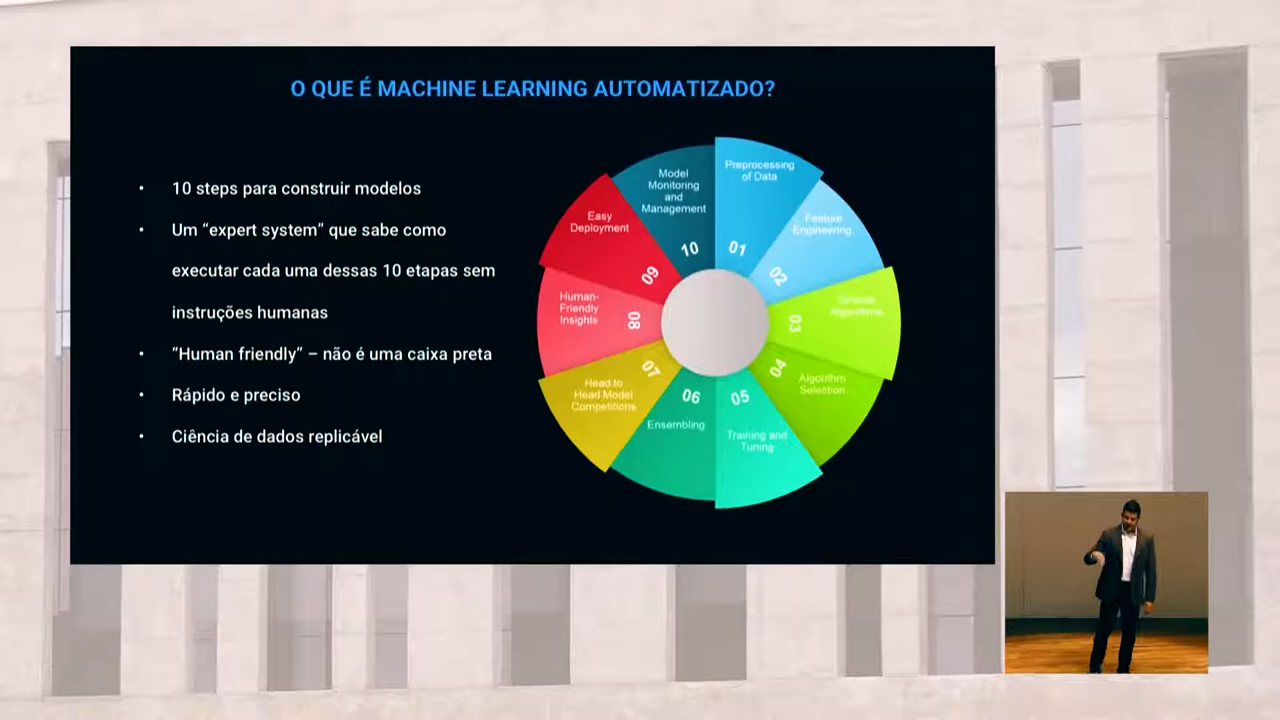 O QUE É MACHINE LEARNING AUTOMATIZADO?
• 10 steps para construir modelos
• Um “expert system” que sabe como
executar cada uma dessas 10 etapas sem
instruções humanas
• “Human friendly” – não é uma caixa preta
• Rápido e preciso
• Ciência de dados replicável
Preprocessing
of Data
01
Feature
Engineering
02
Diverse
Algorithms
03
Algorithm
Selection
04
Training and
Tuning
05
Ensembling
06
Head to
Head Model
Competitions
07
Human-
Friendly
Insights
08
Easy
Deployment
09
Model
Monitoring
and
Management
10